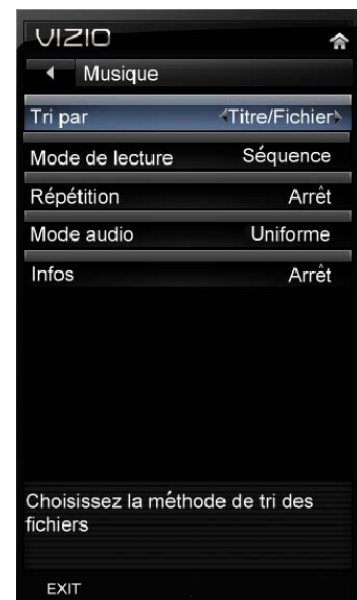 VIZIO
Musique
Tri par Titre/Fichier
Mode de lecture Séquence
Répétition Arrêt
Mode audio Uniforme
Infos Arrêt
Choisissez la méthode de tri des
fichiers
EXIT